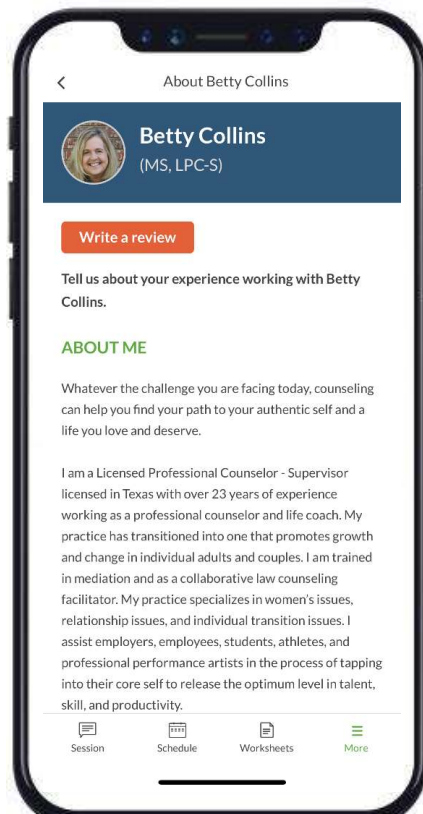 About Betty Collins
Betty Collins
(MS, LPC-S)
Write a review
Tell us about your experience working with Betty
Collins.
ABOUT ME
Whatever the challenge you are facing today, counseling
can help you find your path to your authentic self and a
life you love and deserve.
I am a Licensed Professional Counselor - Supervisor
licensed in Texas with over 23 years of experience
working as a professional counselor and life coach. My
practice has transitioned into one that promotes growth
and change in individual adults and couples. I am trained
in mediation and as a collaborative law counseling
facilitator. My practice specializes in women's issues,
relationship issues, and individual transition issues. I
assist employers, employees, students, athletes, and
professional performance artists in the process of tapping
into their core self to release the optimum level in talent,
skill, and productivity.
Session Schedule Worksheets More